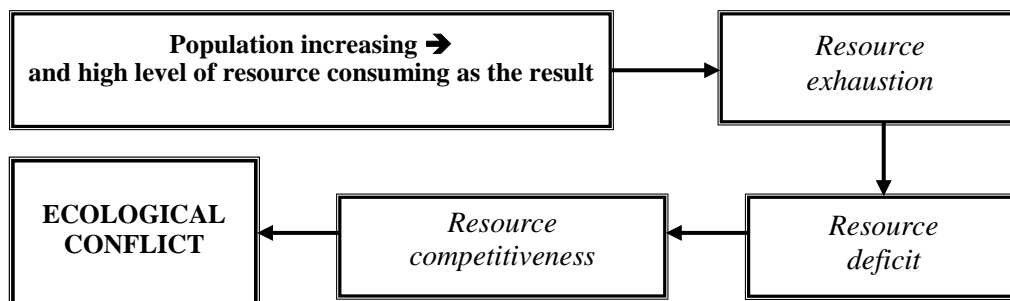 Population increasing ➔
and high level of resource consuming as the result
Resource
exhaustion
Resource
deficit
Resource
competitiveness
ECOLOGICAL
CONFLICT